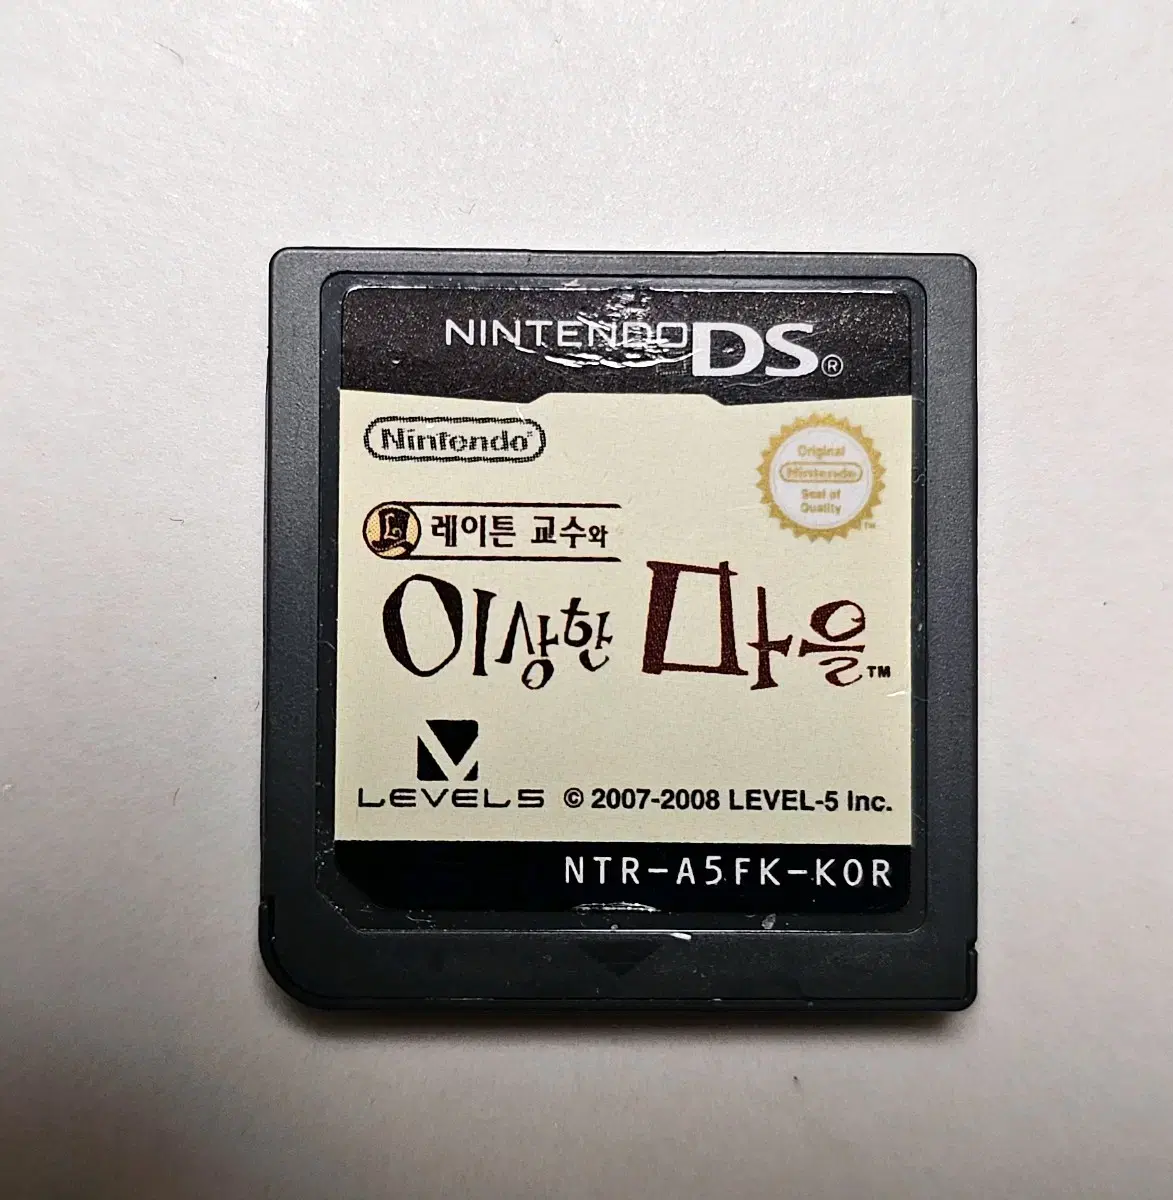 NINTENDO DS®
Nintendo®
Original
Nintendo
Seal of
Quality
TM
레이튼 교수와
이상한 마을™
LEVEL5 © 2007-2008 LEVEL-5 Inc.
NTR-A5FK-KOR